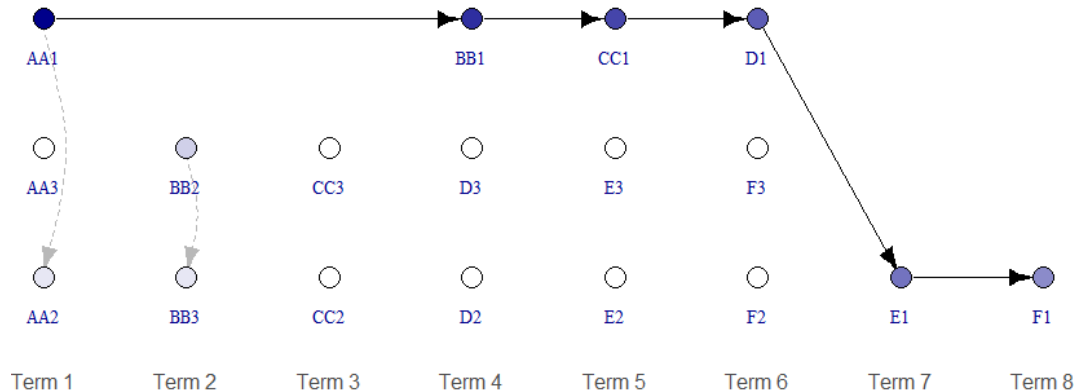 AA1 BB1 CC1 D1
AA3 BB2 CC3 D3 E3 F3
AA2 BB3 CC2 D2 E2 F2 E1 F1
Term 1 Term 2 Term 3 Term 4 Term 5 Term 6 Term 7 Term 8